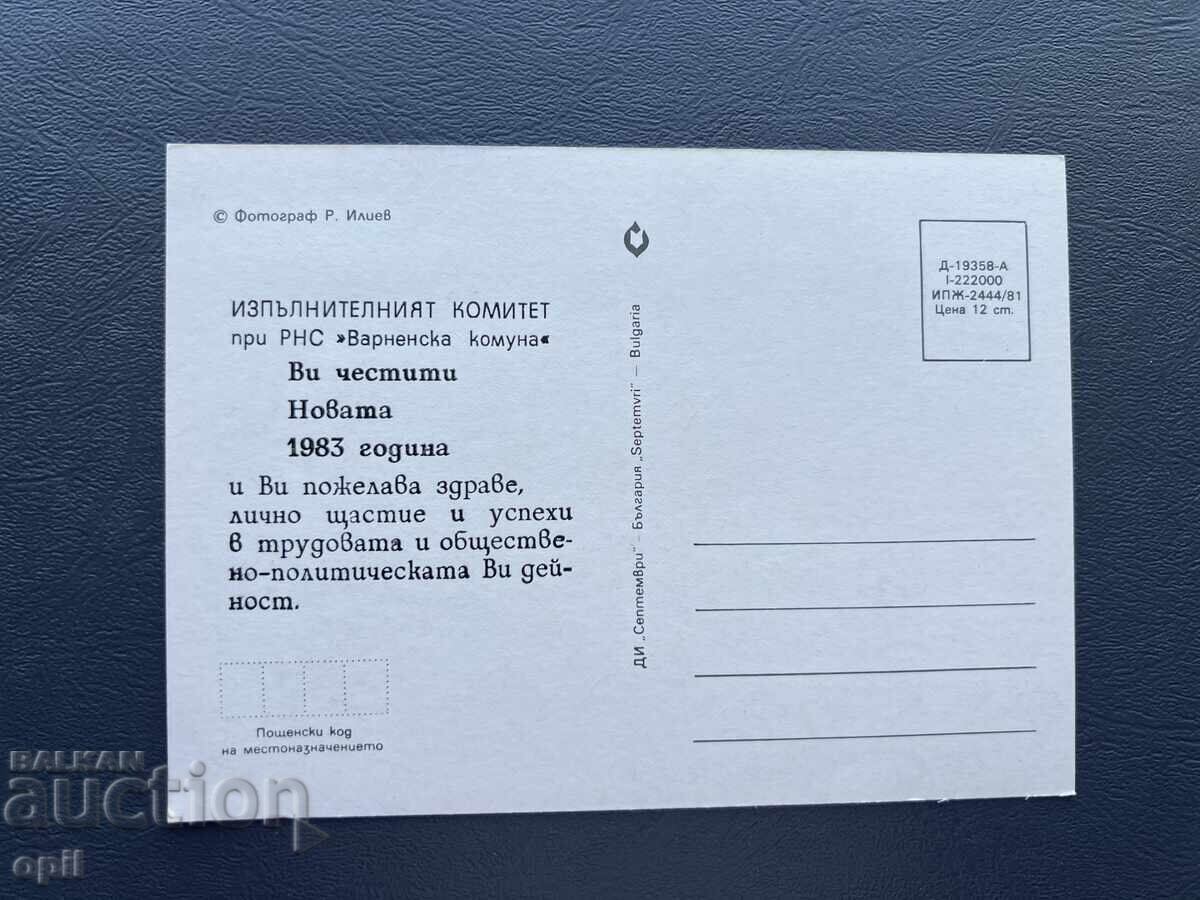 © Фотограф Р. Илиев
ИЗПЪЛНИТЕЛНИЯТ КОМИТЕТ
при РНС »Варненска комуна«
Ви честити
Новата
1983 година
и Ви пожелава здраве,
лично щастие и успехи
в трудовата и обществе-
но-политическата Ви дей-
ност.
Пощенски код
на местоназначението
ДИ „Септември" – България „Septemvri" – Bulgaria
Д-19358-А
I-222000
ИПЖ-2444/81
Цена 12 ст.
BALKAN
auction
opil